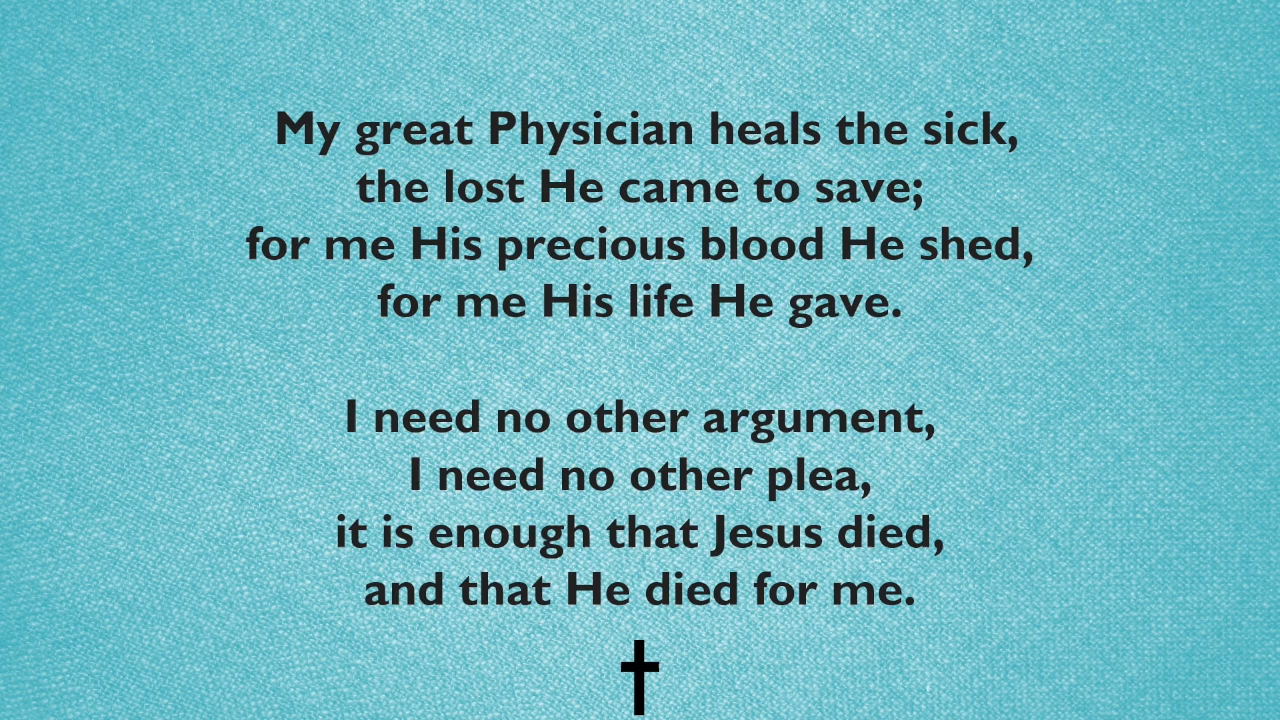 My great Physician heals the sick,
the lost He came to save;
for me His precious blood He shed,
for me His life He gave.
I need no other argument,
I need no other plea,
it is enough that Jesus died,
and that He died for me.